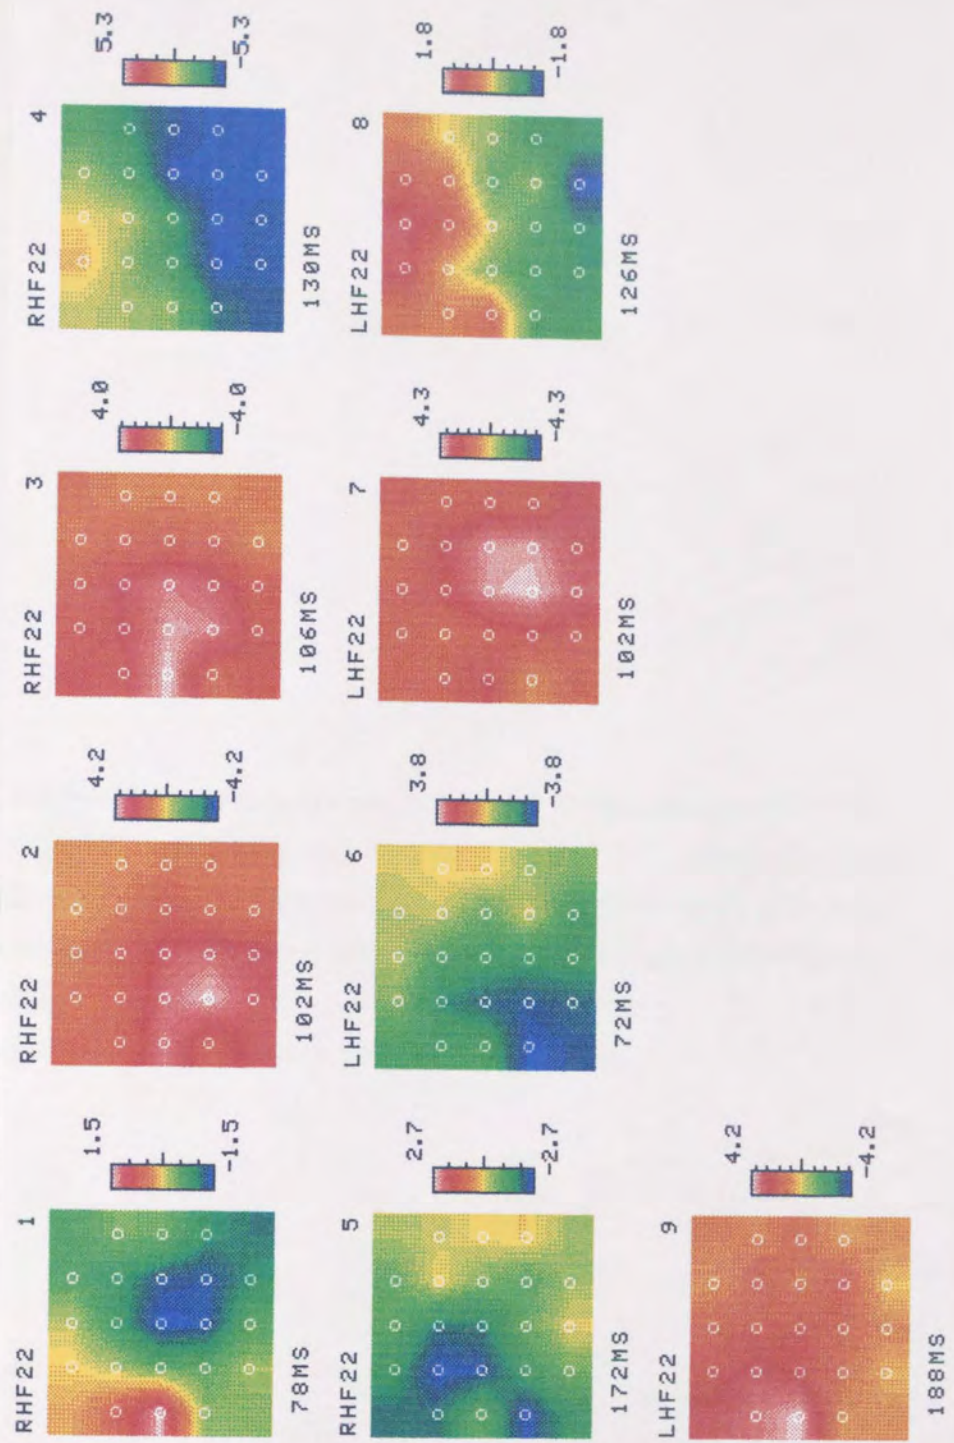 RHF22 1
1.5
-1.5
78MS
RHF22 2
4.2
-4.2
102MS
RHF22 3
4.0
-4.0
106MS
RHF22 4
5.3
-5.3
130MS
RHF22 5
2.7
-2.7
172MS
LHF22 6
3.8
-3.8
72MS
LHF22 7
4.3
-4.3
102MS
LHF22 8
1.8
-1.8
126MS
LHF22 9
4.2
-4.2
188MS